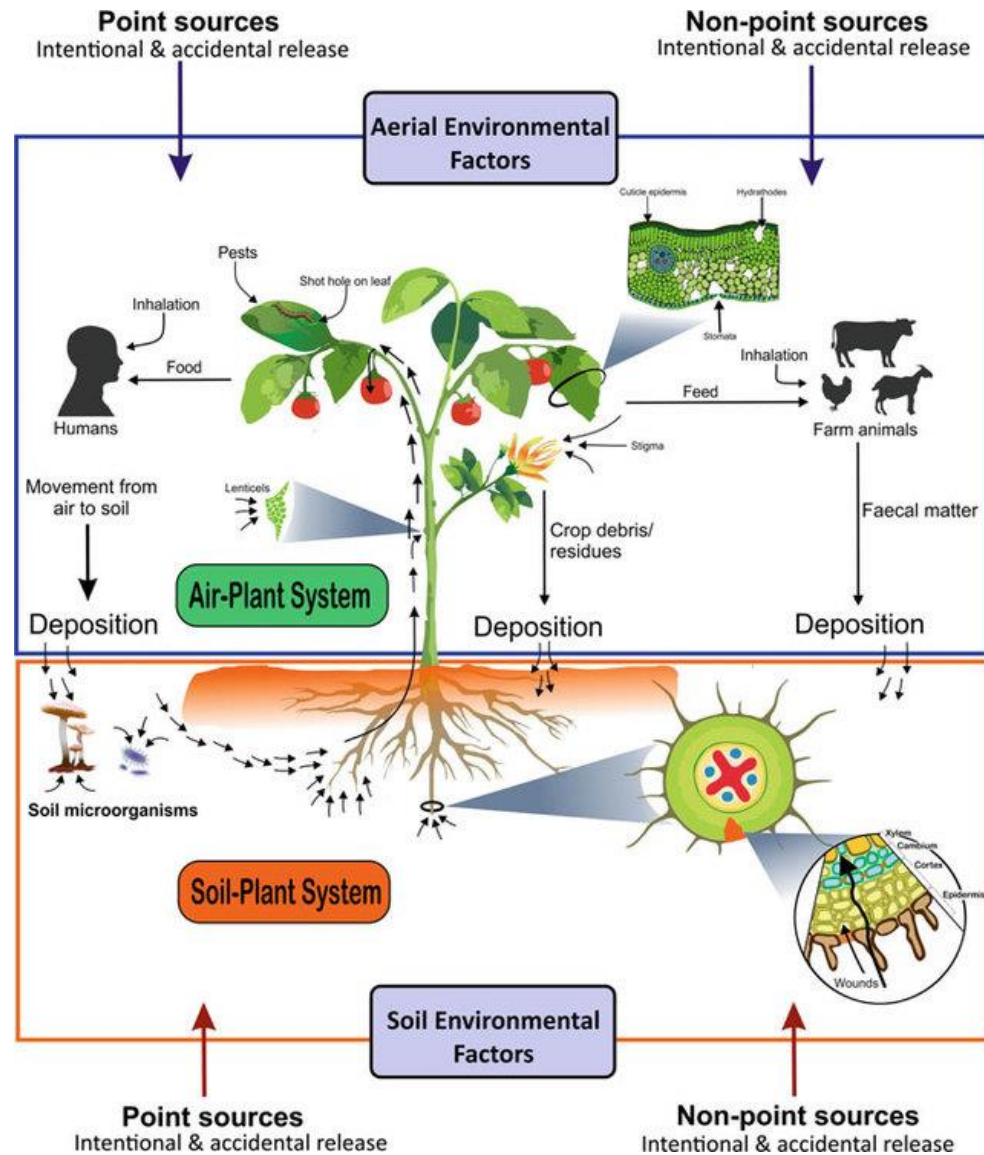 Point sources
Intentional & accidental release
Non-point sources
Intentional & accidental release
Aerial Environmental
Factors
Cuticle epidermis
Hydrathodes
Stomata
Pests
Shot hole on leaf
Inhalation
Food
Humans
Inhalation
Feed
Farm animals
Stigma
Lenticels
Movement from
air to soil
Crop debris/
residues
Faecal matter
Air-Plant System
Deposition
Deposition
Deposition
Soil microorganisms
Xylem
Cambium
Cortex
Epidermis
Wounds
Soil-Plant System
Soil Environmental
Factors
Point sources
Intentional & accidental release
Non-point sources
Intentional & accidental release